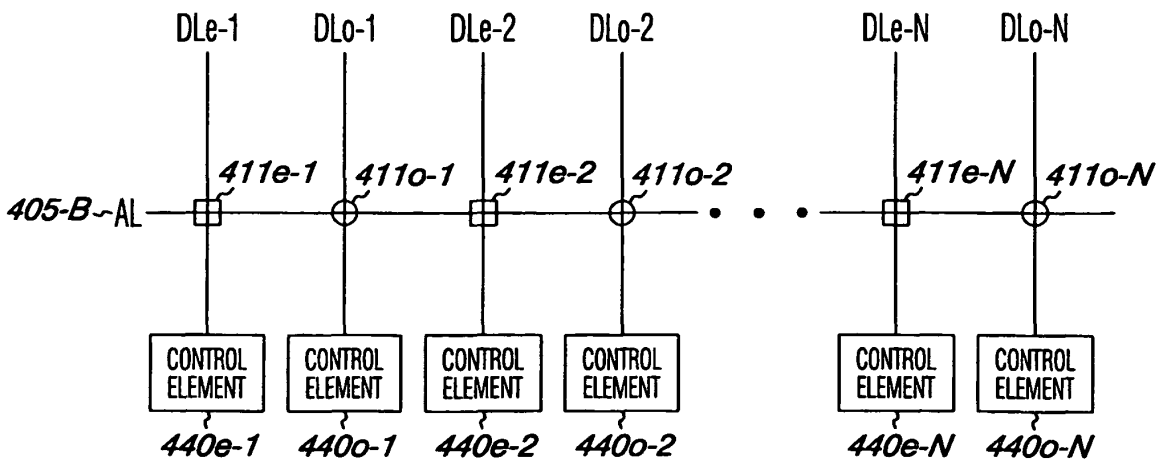 DLe-1 DLo-1 DLe-2 DLo-2 DLe-N DLo-N
411e-1 411o-1 411e-2 411o-2 411e-N 411o-N
405-B AL
CONTROL ELEMENT CONTROL ELEMENT CONTROL ELEMENT CONTROL ELEMENT CONTROL ELEMENT CONTROL ELEMENT
440e-1 440o-1 440e-2 440o-2 440e-N 440o-N